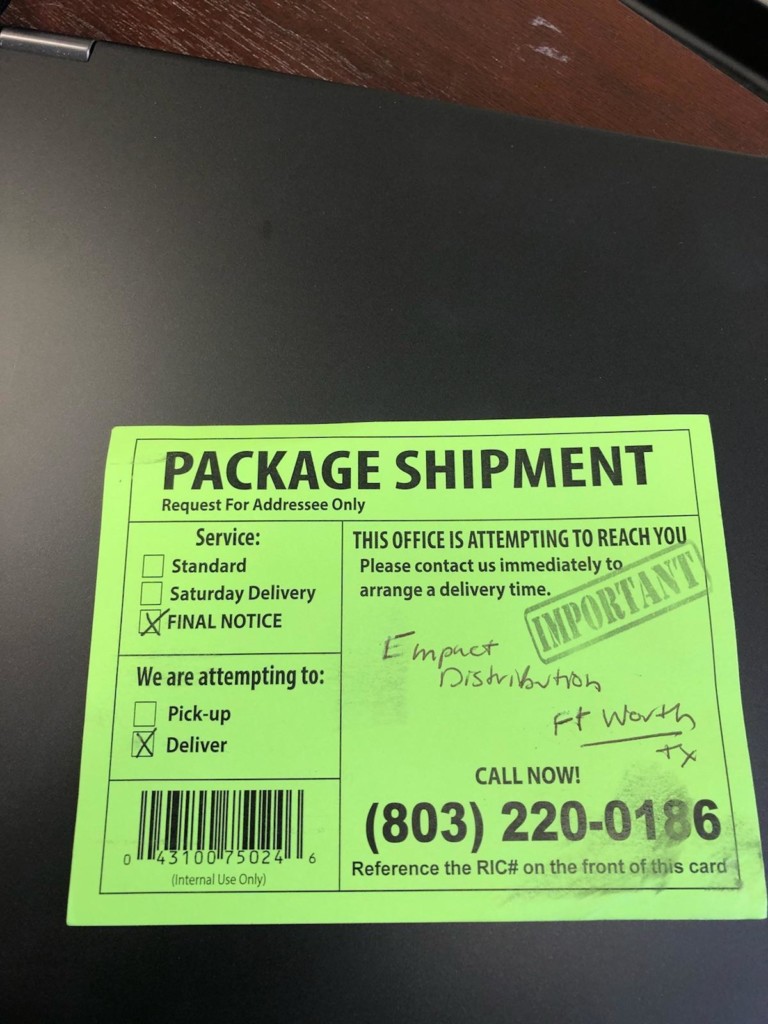 PACKAGE SHIPMENT
Request For Addressee Only
Service:
Standard
Saturday Delivery
FINAL NOTICE
We are attempting to:
Pick-up
Deliver
0 43100 75024 6
(Internal Use Only)
THIS OFFICE IS ATTEMPTING TO REACH YOU
Please contact us immediately to
arrange a delivery time.
IMPORTANT
Empact
Distribution
Ft Worth
TX
CALL NOW!
(803) 220-0186
Reference the RIC# on the front of this card